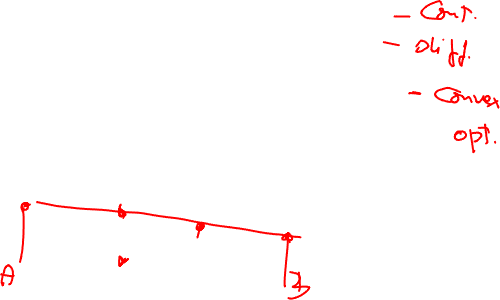 - Cont.
- Diff.
- Convex
opt.
A
B